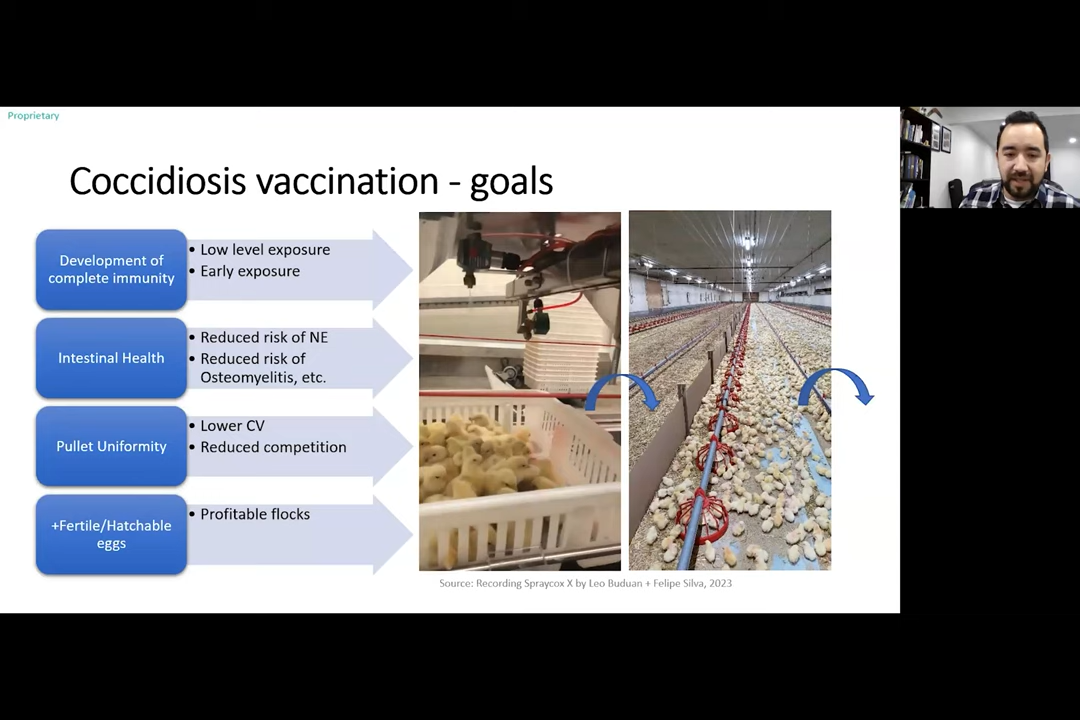 Proprietary
Coccidiosis vaccination - goals
Development of
complete immunity
• Low level exposure
• Early exposure
Intestinal Health
• Reduced risk of NE
• Reduced risk of
Osteomyelitis, etc.
Pullet Uniformity
• Lower CV
• Reduced competition
+Fertile/Hatchable
eggs
• Profitable flocks
Source: Recording Spraycox X by Leo Buduan + Felipe Silva, 2023